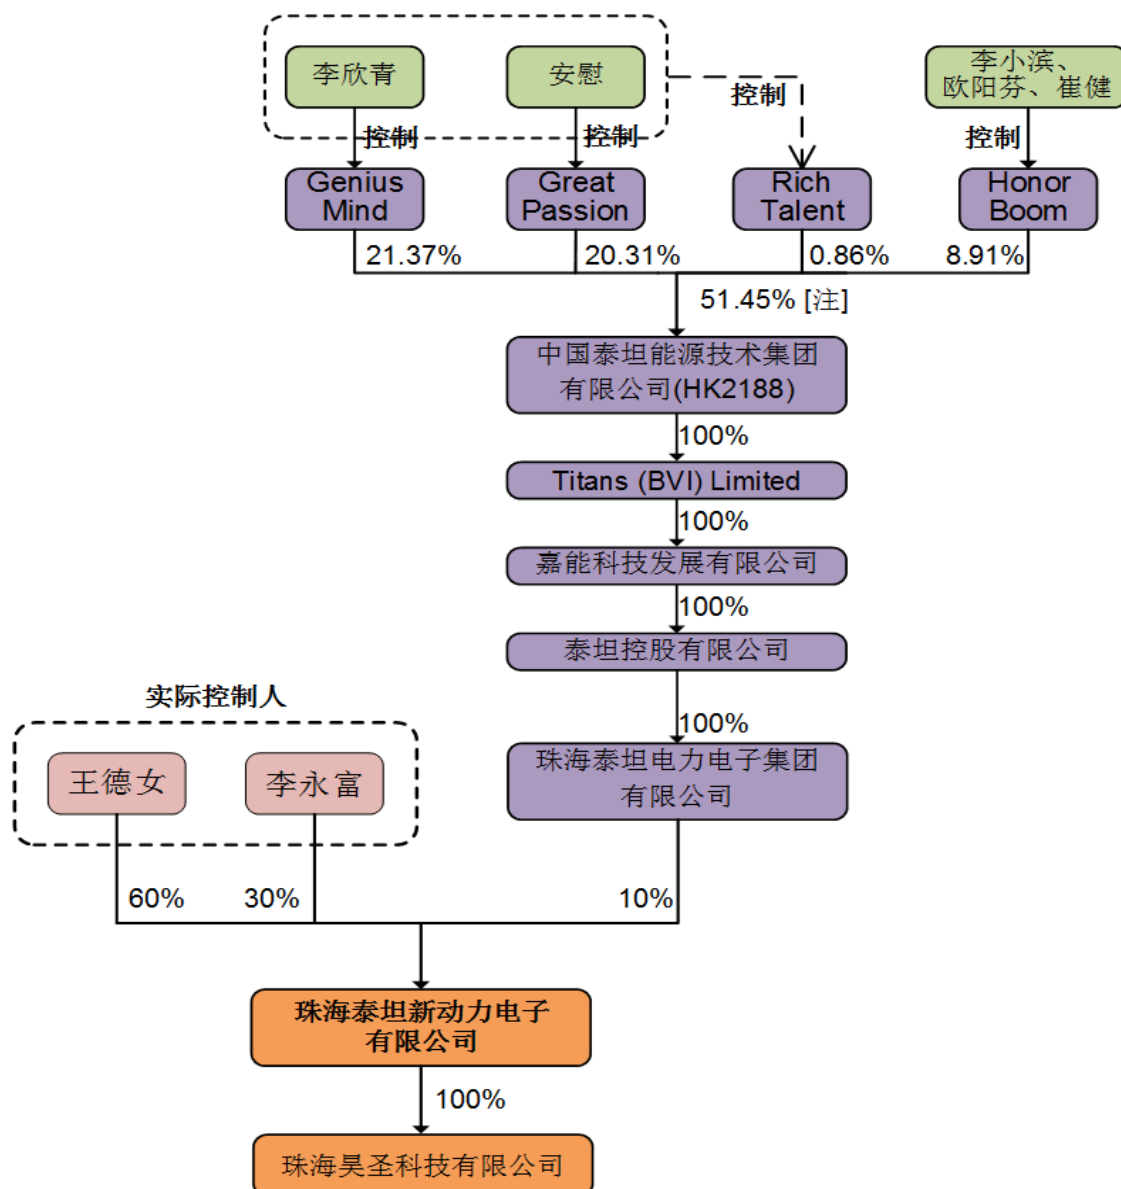 李欣青
安慰
李小滨、
欧阳芬、崔健
控制
控制
控制
控制
Genius
Mind
Great
Passion
Rich
Talent
Honor
Boom
21.37%
20.31%
0.86%
8.91%
51.45% [注]
中国泰坦能源技术集团
有限公司(HK2188)
100%
Titans (BVI) Limited
100%
嘉能科技发展有限公司
100%
泰坦控股有限公司
100%
珠海泰坦电力电子集团
有限公司
实际控制人
王德女
李永富
60%
30%
10%
珠海泰坦新动力电子
有限公司
100%
珠海昊圣科技有限公司